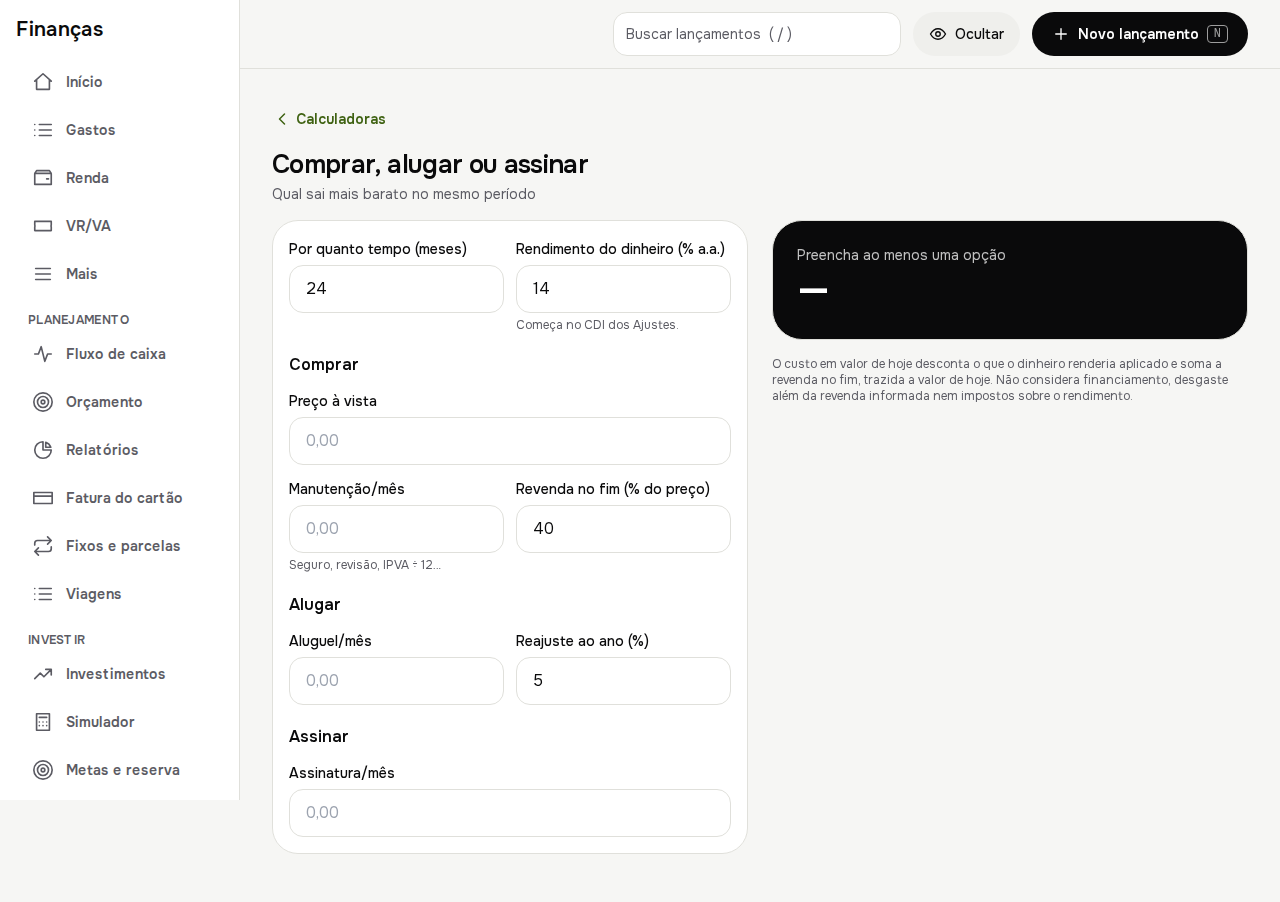 Finanças
Início
Gastos
Renda
VR/VA
Mais
PLANEJAMENTO
Fluxo de caixa
Orçamento
Relatórios
Fatura do cartão
Fixos e parcelas
Viagens
INVESTIR
Investimentos
Simulador
Metas e reserva
Buscar lançamentos ( / )
Ocultar
Novo lançamento N
Calculadoras
Comprar, alugar ou assinar
Qual sai mais barato no mesmo período
Por quanto tempo (meses)
24
Rendimento do dinheiro (% a.a.)
14
Começa no CDI dos Ajustes.
Comprar
Preço à vista
0,00
Manutenção/mês
0,00
Seguro, revisão, IPVA ÷ 12…
Revenda no fim (% do preço)
40
Alugar
Aluguel/mês
0,00
Reajuste ao ano (%)
5
Assinar
Assinatura/mês
0,00
Preencha ao menos uma opção
—
O custo em valor de hoje desconta o que o dinheiro renderia aplicado e soma a
revenda no fim, trazida a valor de hoje. Não considera financiamento, desgaste
além da revenda informada nem impostos sobre o rendimento.